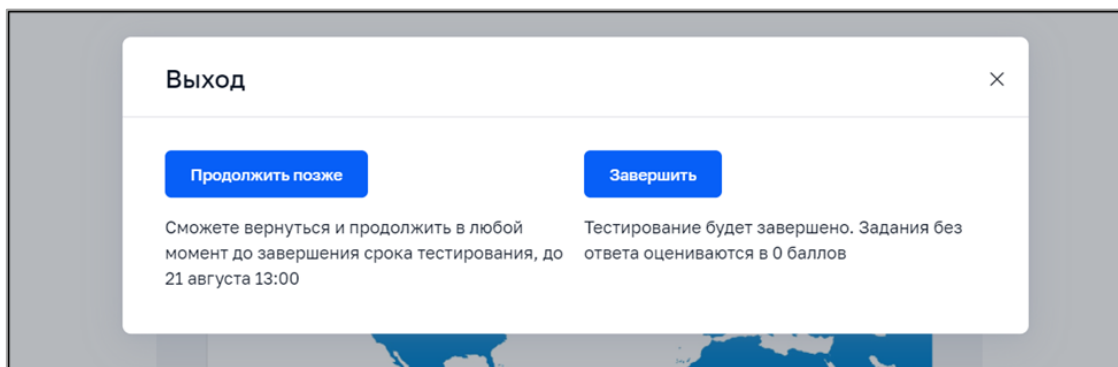 Выход
Продолжить позже
Сможете вернуться и продолжить в любой
момент до завершения срока тестирования, до
21 августа 13:00
Завершить
Тестирование будет завершено. Задания без
ответа оцениваются в 0 баллов